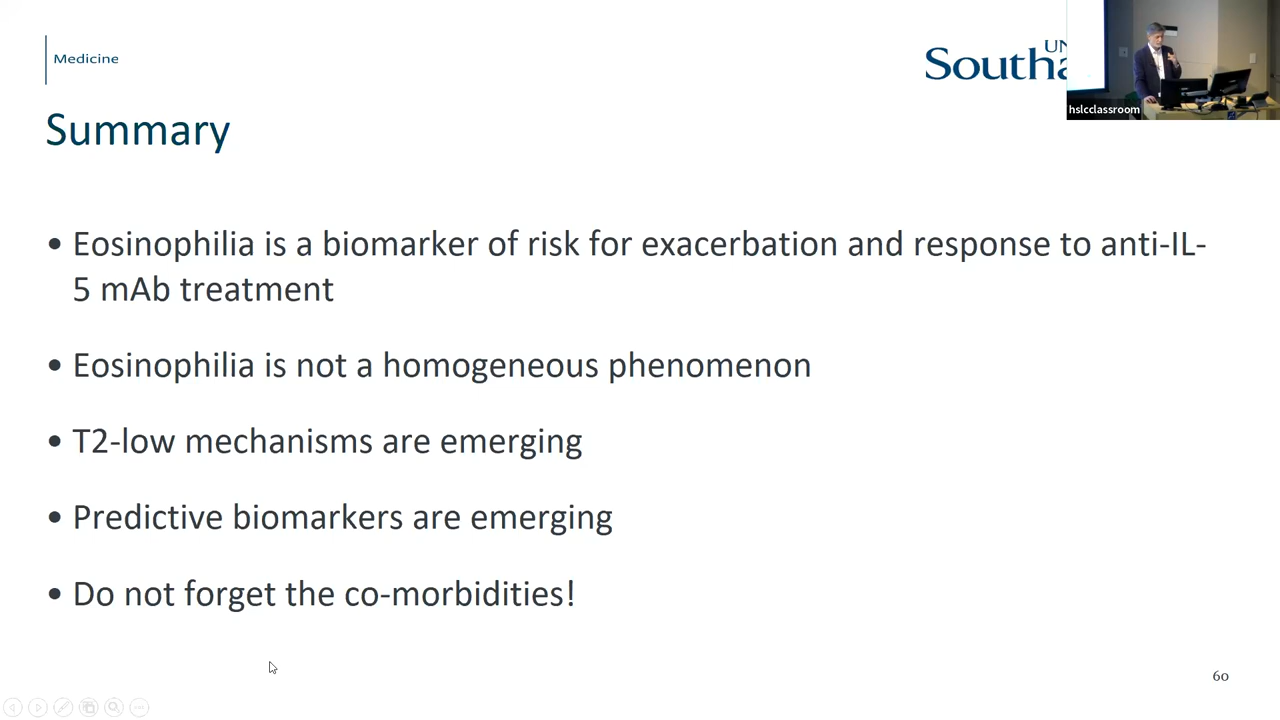 Medicine
UN
Southa
hslcclassroom
Summary
• Eosinophilia is a biomarker of risk for exacerbation and response to anti-IL-
5 mAb treatment
• Eosinophilia is not a homogeneous phenomenon
• T2-low mechanisms are emerging
• Predictive biomarkers are emerging
• Do not forget the co-morbidities!
60